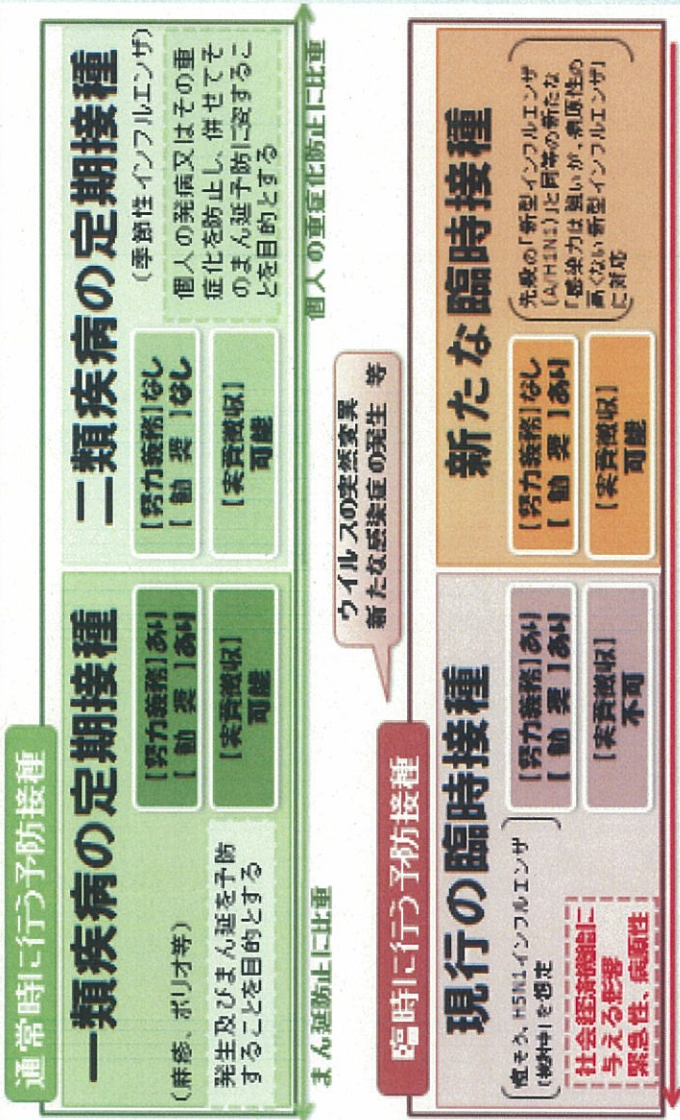 通常時に行う予防接種
一類疾病の定期接種
(麻疹、ポリオ等)
発生及びまん延を予防
することを目的とする
【努力義務】あり
【勧 奨 】あり
【実費徴収】
可能
二類疾病の定期接種
(季節性インフルエンザ)
【努力義務】なし
【勧 奨 】なし
【実費徴収】
可能
個人の発病又はその重
症化を防止し、併せてそ
のまん延予防に資するこ
とを目的とする
まん延防止に比重
個人の重症化防止に比重
ウイルスの突然変異
新たな感染症の発生 等
臨時に行う予防接種
現行の臨時接種
痘そう、H5N1インフルエンザ
(検討中)を想定
社会経済機能に
与える影響
緊急性、病原性
【努力義務】あり
【勧 奨 】あり
【実費徴収】
不可
新たな臨時接種
【努力義務】なし
【勧 奨 】あり
【実費徴収】
可能
先般の「新型インフルエンザ
(A/H1N1)」と同等の新たな
「感染力は強いが、病原性の
高くない新型インフルエンザ」
に対応